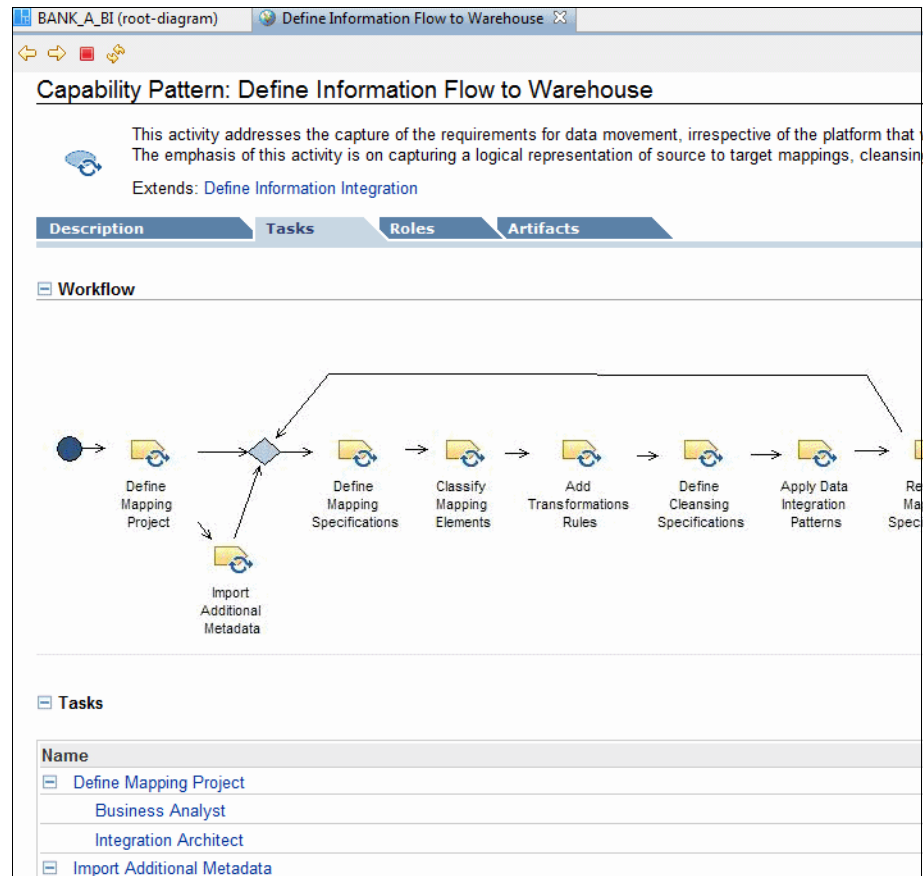 BANK_A_BI (root-diagram)
Define Information Flow to Warehouse
Capability Pattern: Define Information Flow to Warehouse
This activity addresses the capture of the requirements for data movement, irrespective of the platform that
The emphasis of this activity is on capturing a logical representation of source to target mappings,
Extends: Define Information Integration
Description
Tasks
Roles
Artifacts
Workflow
Define
Mapping
Project
Import
Additional
Metadata
Define
Mapping
Specifications
Classify
Mapping
Elements
Add
Transformations
Rules
Define
Cleansing
Specifications
Apply Data
Integration
Patterns
Tasks
Name
Define Mapping Project
Business Analyst
Integration Architect
Import Additional Metadata